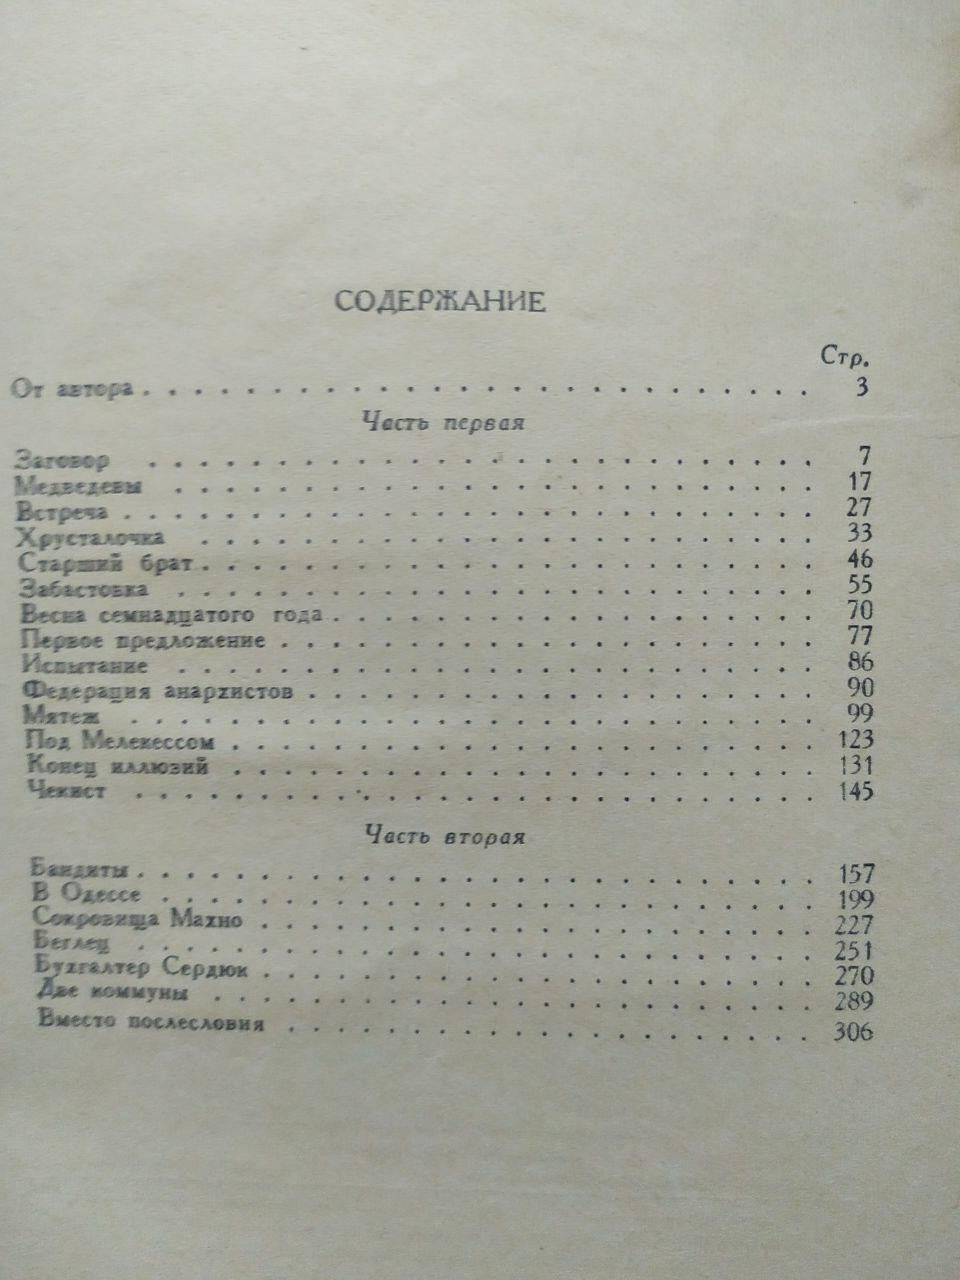 СОДЕРЖАНИЕ
Стр.
От автора . . . . . . . . . . . . . . . . . . . . . . . . . . 3
Часть первая
Заговор . . . . . . . . . . . . . . . . . . . . . . . . . . 7
Медведевы . . . . . . . . . . . . . . . . . . . . . . . . . 17
Встреча . . . . . . . . . . . . . . . . . . . . . . . . . . . 27
Хрусталочка . . . . . . . . . . . . . . . . . . . . . . . . 33
Старший брат . . . . . . . . . . . . . . . . . . . . . . . . 46
Забастовка . . . . . . . . . . . . . . . . . . . . . . . . . 55
Весна семнадцатого года . . . . . . . . . . . . . . . . . . . 70
Первое предложение . . . . . . . . . . . . . . . . . . . . . 77
Испытание . . . . . . . . . . . . . . . . . . . . . . . . . 86
Федерация анархистов . . . . . . . . . . . . . . . . . . . . 90
Мятеж . . . . . . . . . . . . . . . . . . . . . . . . . . . 99
Под Мелекессом . . . . . . . . . . . . . . . . . . . . . . . 123
Конец иллюзий . . . . . . . . . . . . . . . . . . . . . . . 131
Чекист . . . . . . . . . . . . . . . . . . . . . . . . . . . 145
Часть вторая
Бандиты . . . . . . . . . . . . . . . . . . . . . . . . . . 157
В Одессе . . . . . . . . . . . . . . . . . . . . . . . . . . 199
Сокровища Махно . . . . . . . . . . . . . . . . . . . . . . 227
Беглец . . . . . . . . . . . . . . . . . . . . . . . . . . . 251
Бухгалтер Сердюк . . . . . . . . . . . . . . . . . . . . . . 270
Две коммуны . . . . . . . . . . . . . . . . . . . . . . . . 289
Вместо послесловия . . . . . . . . . . . . . . . . . . . . . 306